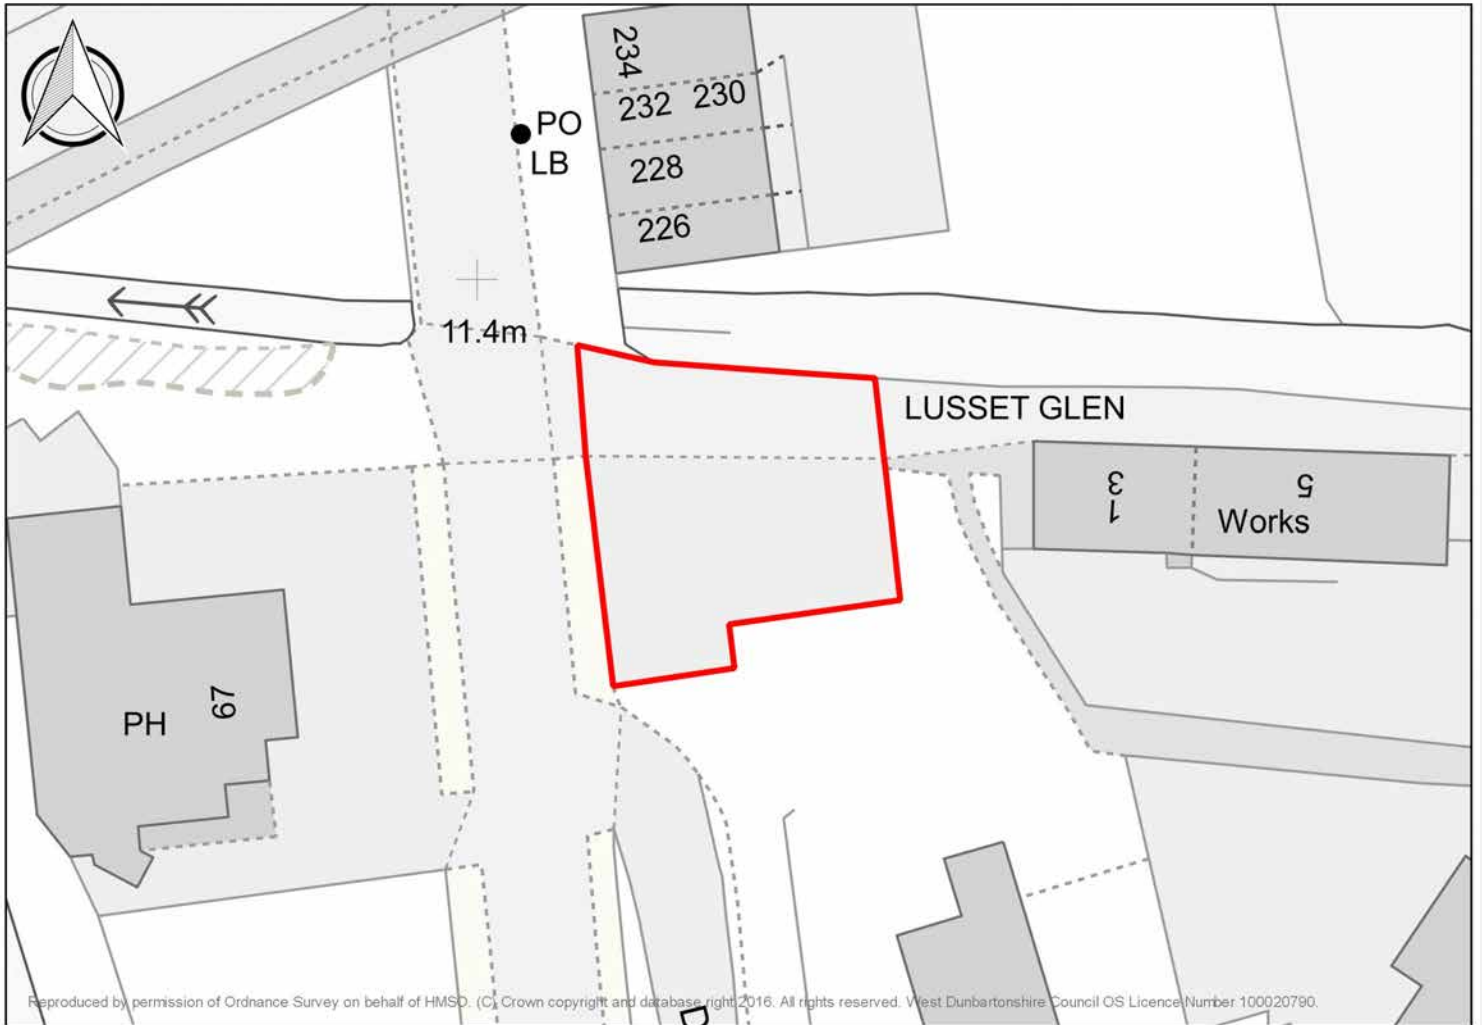 234
232 230
PO
LB
228
226
11.4m
LUSSET GLEN
1
3
5
Works
67
PH
D
Reproduced by permission of Ordnance Survey on behalf of HMSO. (C) Crown copyright and database right 2016. All rights reserved. West Dunbartonshire Council OS Licence Number 100020790.